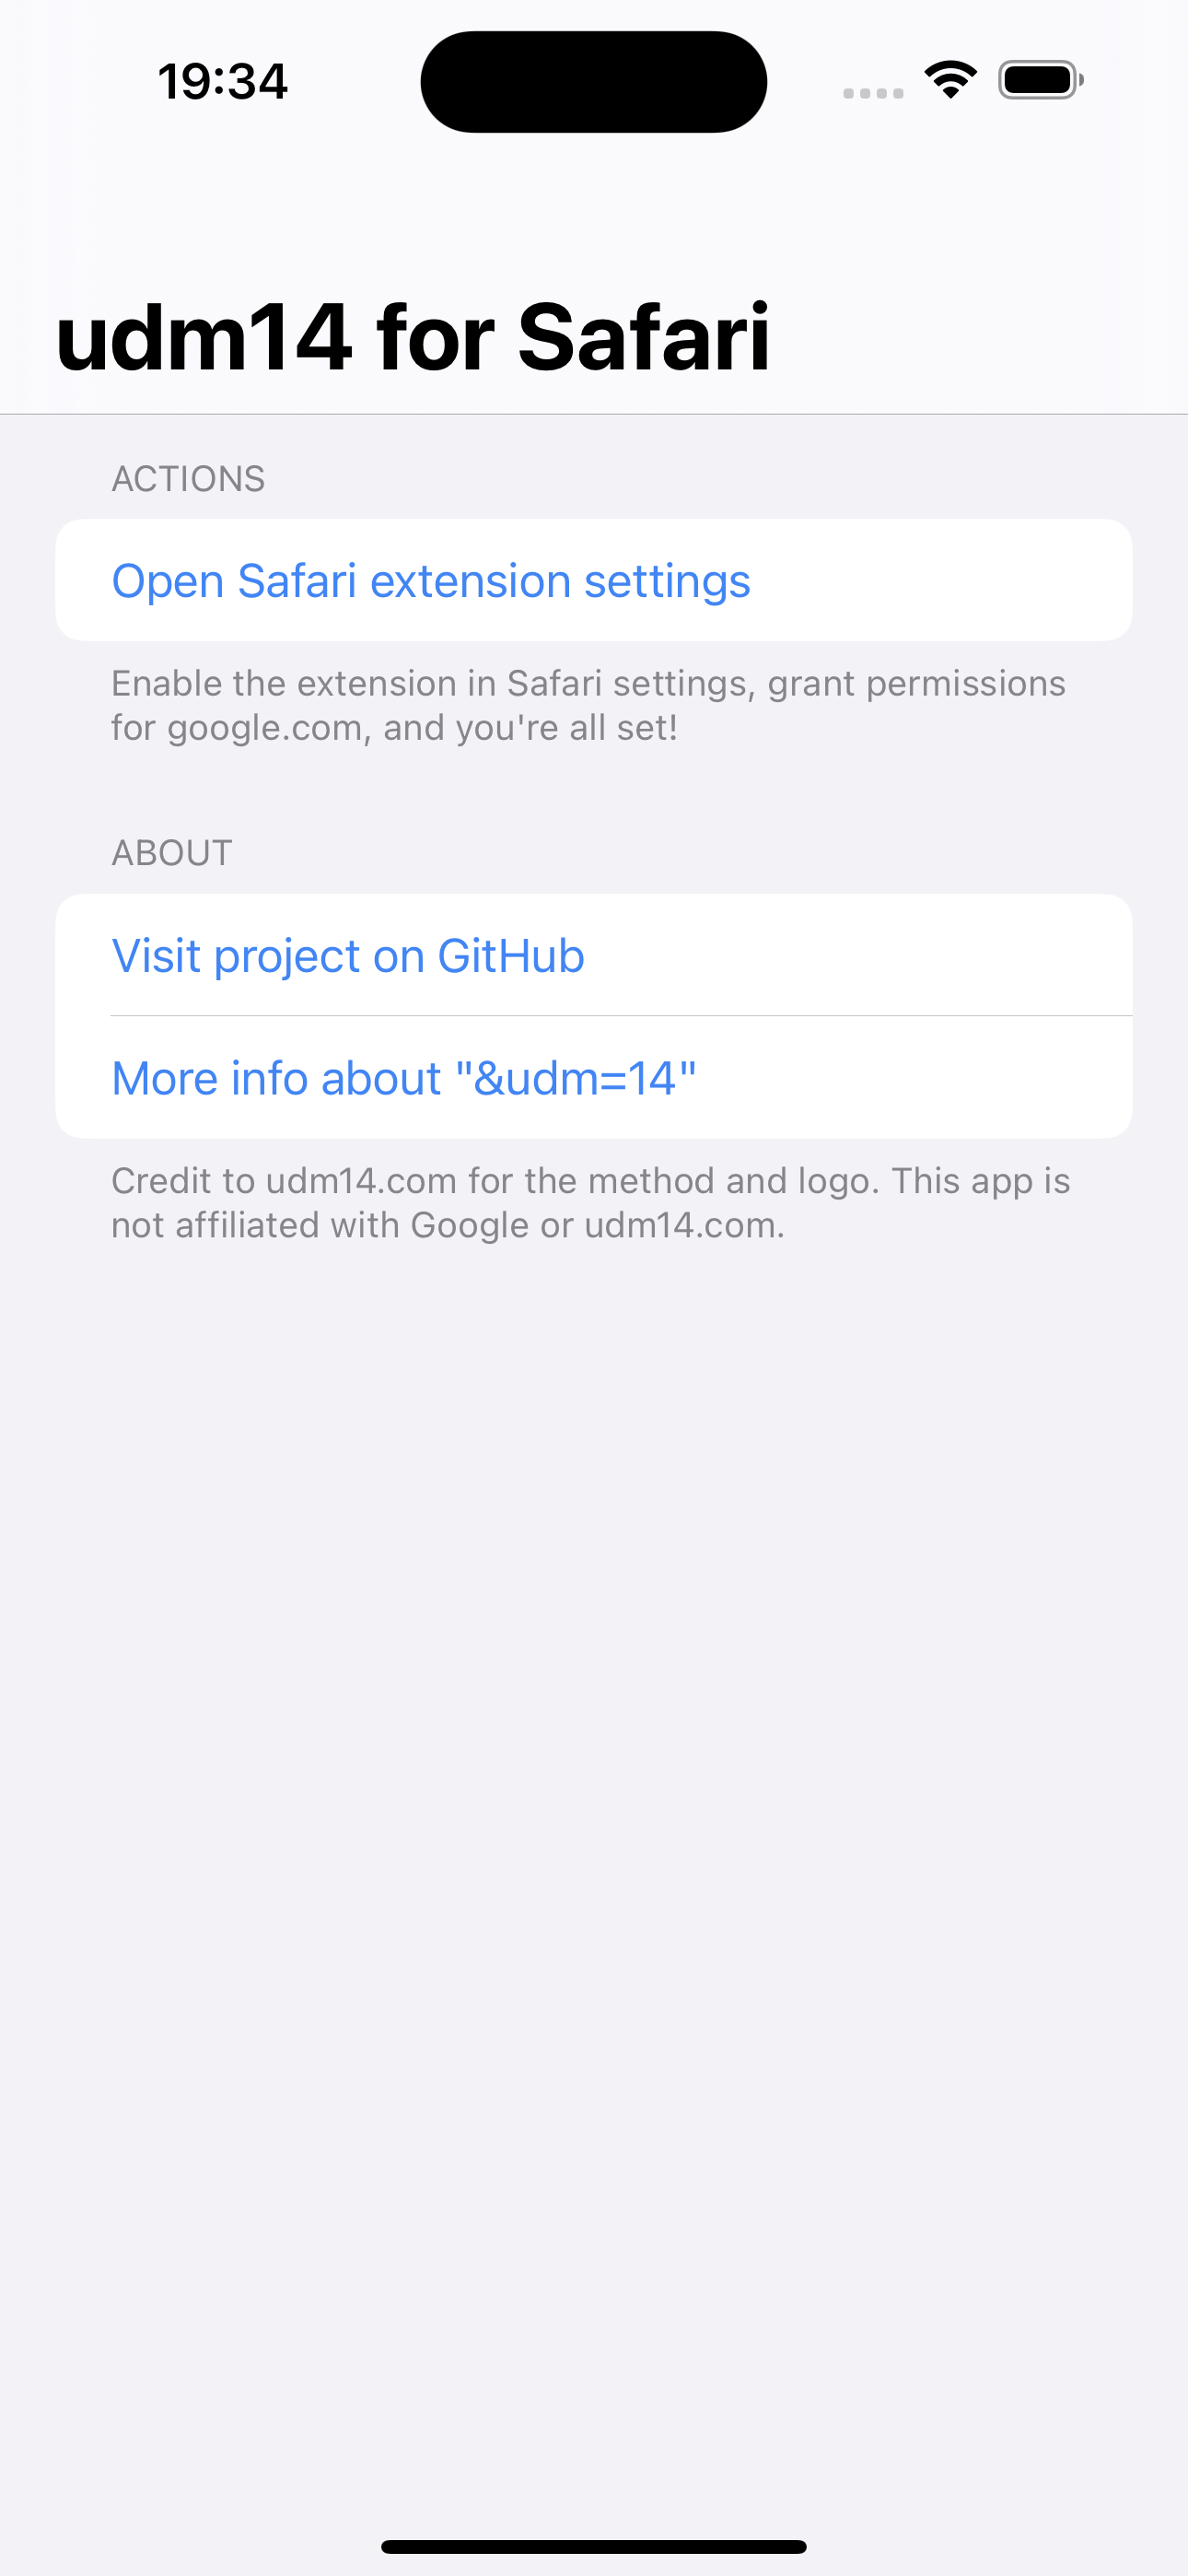 19:34
udm14 for Safari
ACTIONS
Open Safari extension settings
Enable the extension in Safari settings, grant permissions
for google.com, and you're all set!
ABOUT
Visit project on GitHub
More info about "&udm=14"
Credit to udm14.com for the method and logo. This app is
not affiliated with Google or udm14.com.